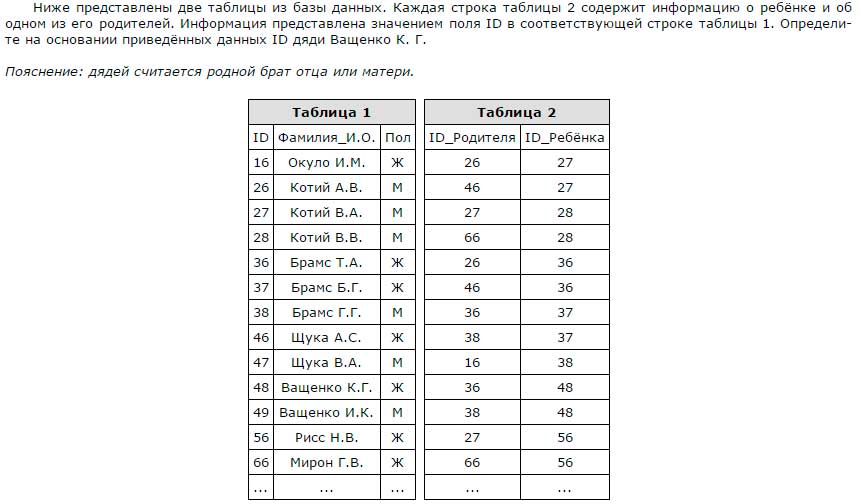 Ниже представлены две таблицы из базы данных. Каждая строка таблицы 2 содержит информацию о ребёнке и об
одном из его родителей. Информация представлена значением поля ID в соответствующей строке таблицы 1. Определи-
те на основании приведённых данных ID дяди Ващенко К. Г.
Пояснение: дядей считается родной брат отца или матери.
Таблица 1 Таблица 2
ID Фамилия_И.О. Пол ID_Родителя ID_Ребёнка
16 Окуло И.М. Ж 26 27
26 Котий А.В. М 46 27
27 Котий В.А. М 27 28
28 Котий В.В. М 66 28
36 Брамс Т.А. Ж 26 36
37 Брамс Б.Г. Ж 46 36
38 Брамс Г.Г. М 36 37
46 Щука А.С. Ж 38 37
47 Щука В.А. М 16 38
48 Ващенко К.Г. Ж 36 48
49 Ващенко И.К. М 38 48
56 Рисс Н.В. Ж 27 56
66 Мирон Г.В. Ж 66 56
... ... ... ... ...